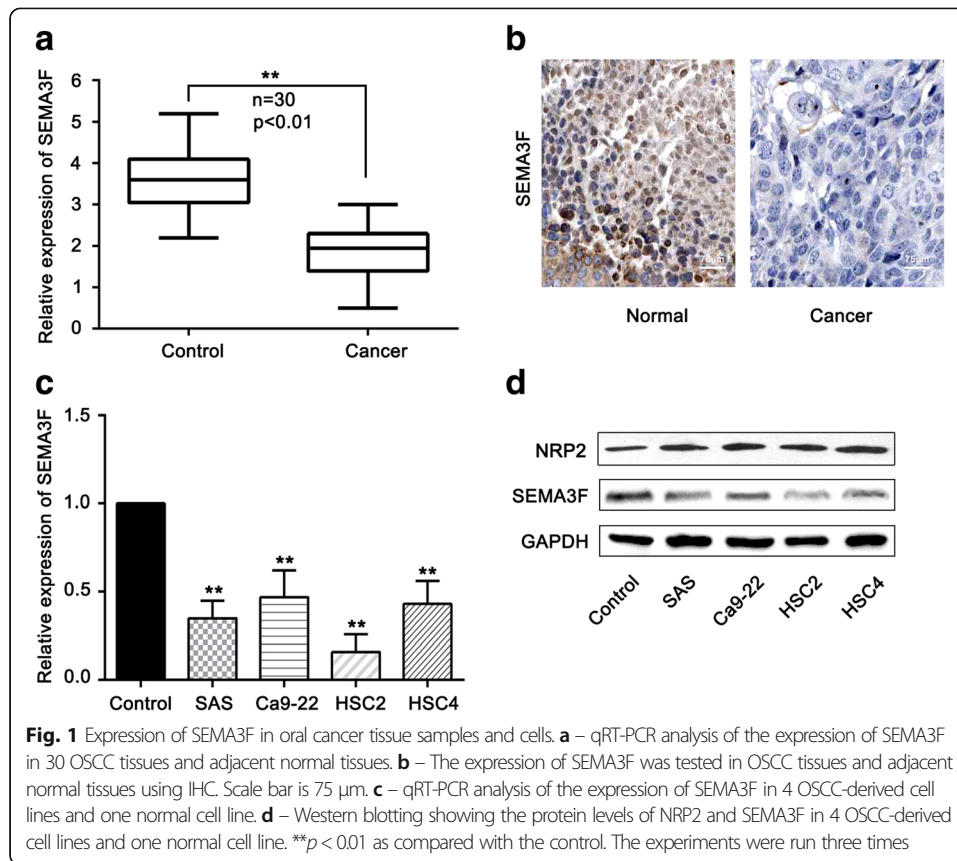 a
Relative expression of SEMA3F
6
5
4
3
2
1
0
**
n=30
p<0.01
Control
Cancer
b
SEMA3F
75um
75um
Normal
Cancer
c
Relative expression of SEMA3F
1.5
1.0
0.5
0.0
**
**
**
**
Control
SAS
Ca9-22
HSC2
HSC4
d
NRP2
SEMA3F
GAPDH
Control
SAS
Ca9-22
HSC2
HSC4
Fig. 1 Expression of SEMA3F in oral cancer tissue samples and cells. a – qRT-PCR analysis of the expression of SEMA3F
in 30 OSCC tissues and adjacent normal tissues. b – The expression of SEMA3F was tested in OSCC tissues and adjacent
normal tissues using IHC. Scale bar is 75 μm. c – qRT-PCR analysis of the expression of SEMA3F in 4 OSCC-derived cell
lines and one normal cell line. d – Western blotting showing the protein levels of NRP2 and SEMA3F in 4 OSCC-derived
cell lines and one normal cell line. **p < 0.01 as compared with the control. The experiments were run three times